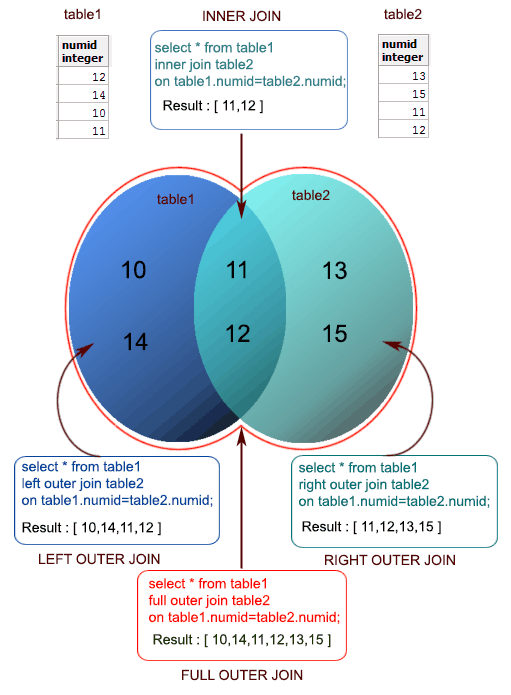 table1
INNER JOIN
table2
numid
integer
12
14
10
11
select * from table1
inner join table2
on table1.numid=table2.numid;
Result : [ 11,12 ]
numid
integer
13
15
11
12
table1
table2
10
11
13
14
12
15
select * from table1
left outer join table2
on table1.numid=table2.numid;
Result : [ 10,14,11,12 ]
LEFT OUTER JOIN
select * from table1
right outer join table2
on table1.numid=table2.numid;
Result : [ 11,12,13,15 ]
RIGHT OUTER JOIN
select * from table1
full outer join table2
on table1.numid=table2.numid;
Result : [ 10,14,11,12,13,15 ]
FULL OUTER JOIN